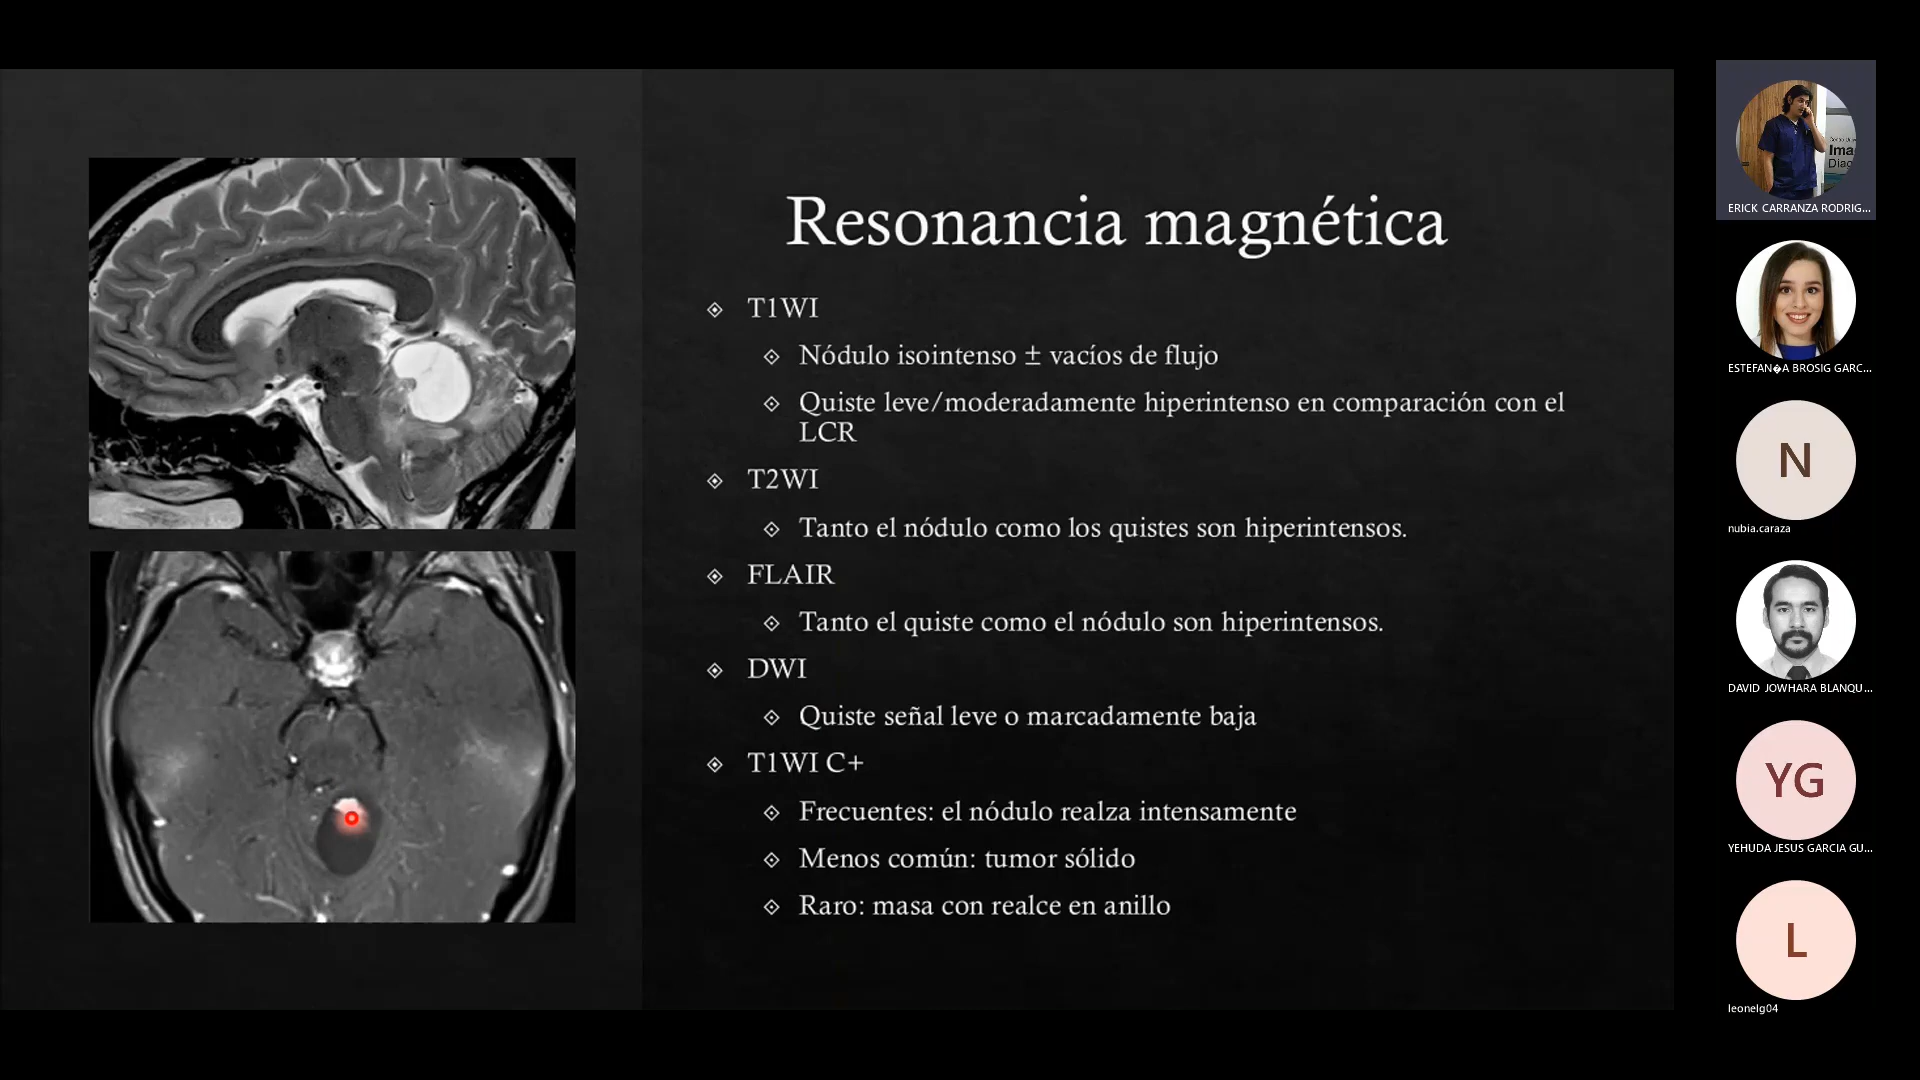 Resonancia magnética
T1WI
Nódulo isointenso ± vacíos de flujo
Quiste leve/moderadamente hiperintenso en comparación con el
LCR
T2WI
Tanto el nódulo como los quistes son hiperintensos.
FLAIR
Tanto el quiste como el nódulo son hiperintensos.
DWI
Quiste señal leve o marcadamente baja
T1WI C+
Frecuentes: el nódulo realza intensamente
Menos común: tumor sólido
Raro: masa con realce en anillo
Ima
Diag
ERICK CARRANZA RODRIG...
ESTEFAN�A BROSIG GARC...
N
nubia.caraza
DAVID JOWHARA BLANQU...
YG
YEHUDA JESUS GARCIA GU...
L
leonelg04